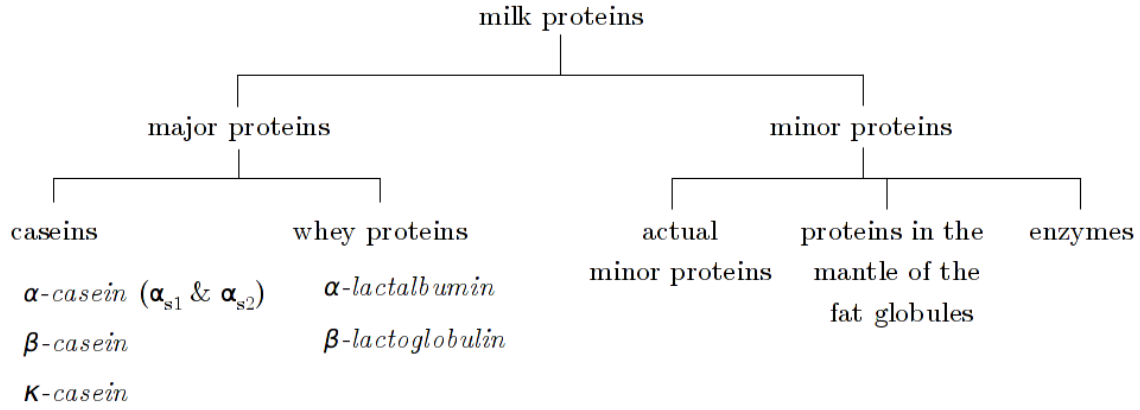 milk proteins
major proteins
minor proteins
caseins
whey proteins
actual
minor proteins
proteins in the
mantle of the
fat globules
enzymes
α-casein (αs1 & αs2)
β-casein
κ-casein
α-lactalbumin
β-lactoglobulin